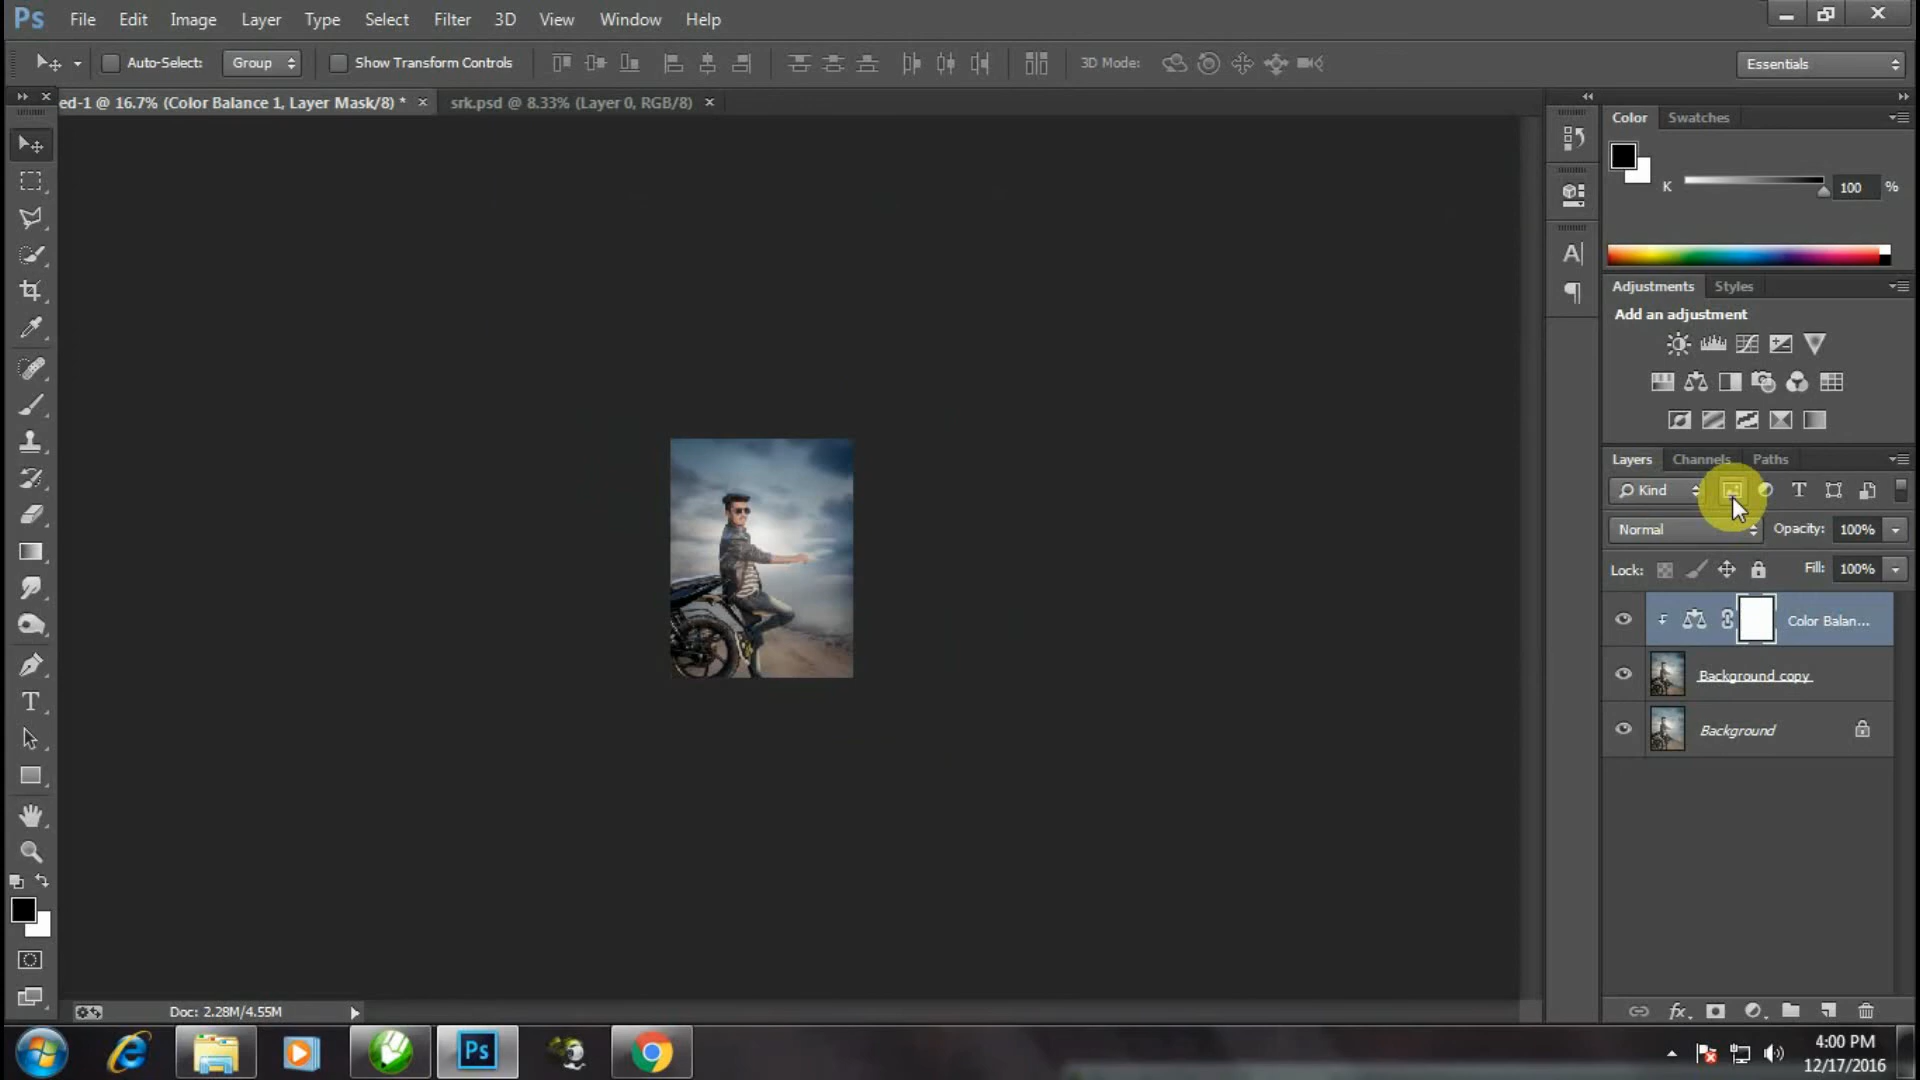 Ps File Edit Image Layer Type Select Filter 3D View Window Help
Auto-Select: Group Show Transform Controls 3D Mode: Essentials
ed-1 @ 16.7% (Color Balance 1, Layer Mask/8) * × srk.psd @ 8.33% (Layer 0, RGB/8) ×
Color Swatches
K 100 %
Adjustments Styles
Add an adjustment
Layers Channels Paths
Kind
Normal Opacity: 100%
Lock: Fill: 100%
Color Balan...
Background copy
Background
Doc: 2.28M/4.55M
Ps
4:00 PM
12/17/2016